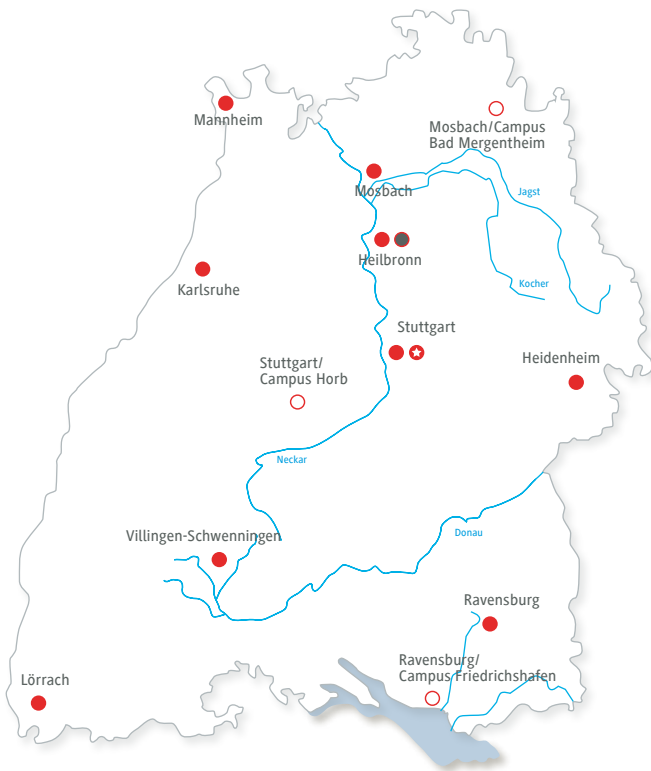 Mannheim
Mosbach/Campus
Bad Mergentheim
Mosbach
Jagst
Heilbronn
Karlsruhe
Kocher
Stuttgart
Stuttgart/
Campus Horb
Heidenheim
Neckar
Villingen-Schwenningen
Donau
Ravensburg
Ravensburg/
Campus Friedrichshafen
Lörrach